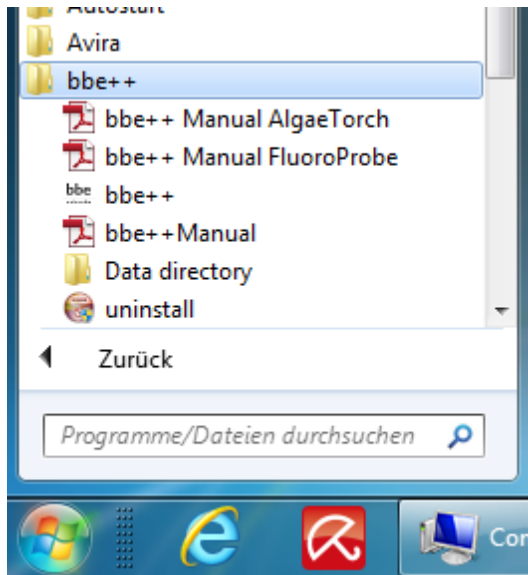 Autostart
Avira
bbe++
bbe++ Manual AlgaeTorch
bbe++ Manual FluoroProbe
bbe bbe++
bbe++Manual
Data directory
uninstall
Zurück
Programme/Dateien durchsuchen
Con